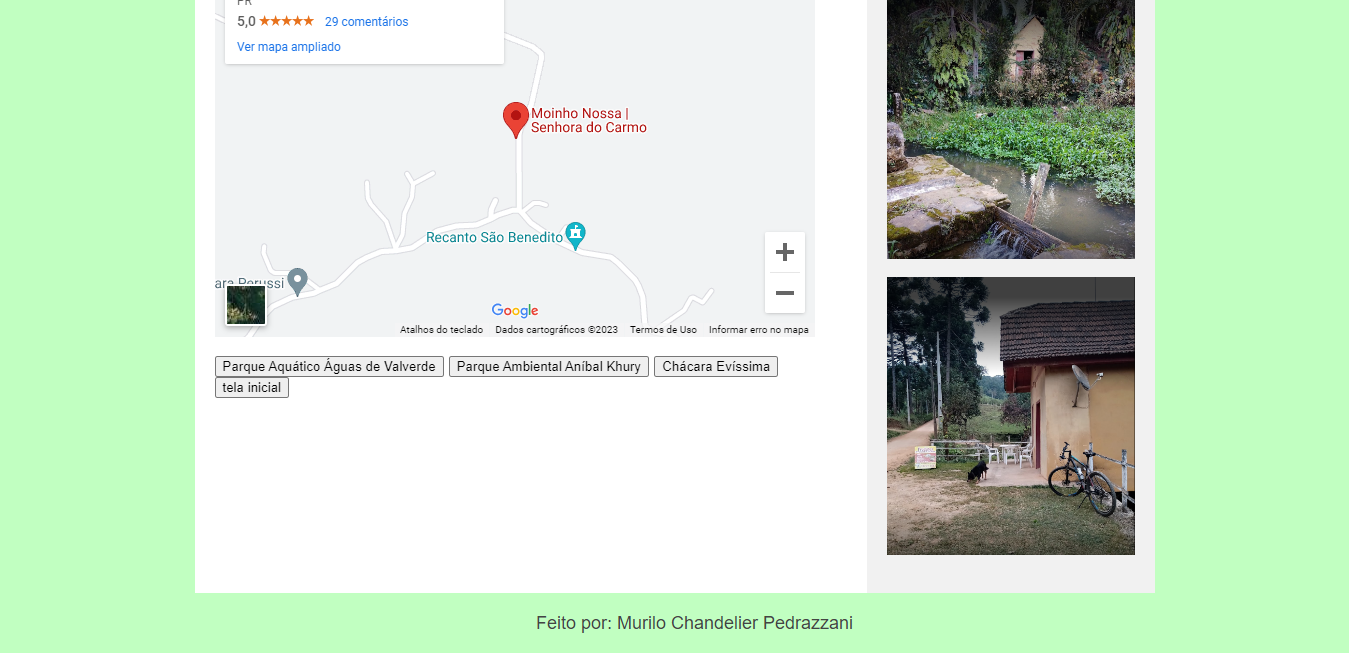 PR
5,0 ★★★★★ 29 comentários
Ver mapa ampliado
Moinho Nossa |
Senhora do Carmo
Recanto São Benedito
ara Perussi
Google
Atalhos do teclado Dados cartográficos ©2023 Termos de Uso Informar erro no mapa
Parque Aquático Águas de Valverde Parque Ambiental Aníbal Khury Chácara Evíssima
tela inicial
Feito por: Murilo Chandelier Pedrazzani